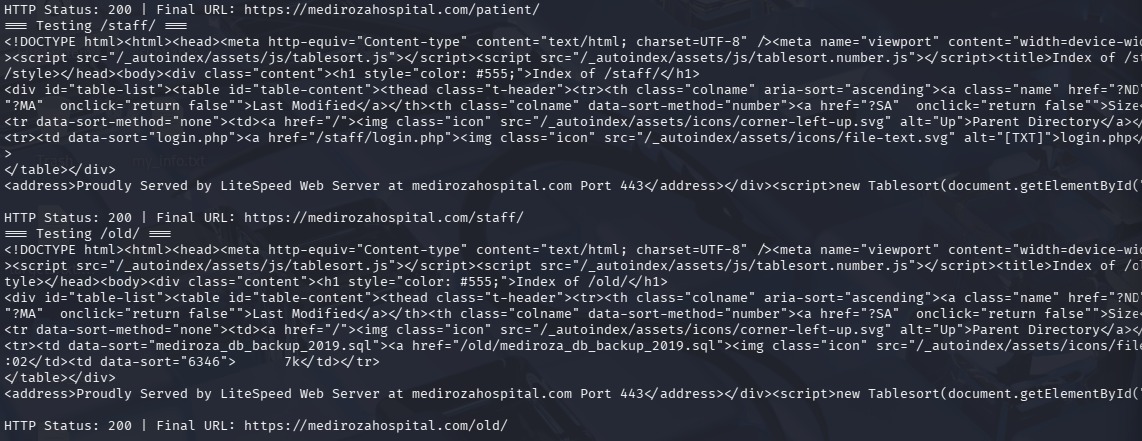 HTTP Status: 200 | Final URL: https://medirozahospital.com/patient/
=== Testing /staff/ ===
<!DOCTYPE html><html><head><meta http-equiv="Content-type" content="text/html; charset=UTF-8" /><meta name="viewport" content="width=device-wid
><script src="/_autoindex/assets/js/tablesort.js"></script><script src="/_autoindex/assets/js/tablesort.number.js"></script><title>Index of /st
/style></head><body><div class="content"><h1 style="color: #555;">Index of /staff/</h1>
<div id="table-list"><table id="table-content"><thead class="t-header"><tr><th class="colname" aria-sort="ascending"><a class="name" href="?ND"
"?MA"  onclick="return false"">Last Modified</a></th><th class="colname" data-sort-method="number"><a href="?SA"  onclick="return false"">Size<
<tr data-sort-method="none"><td><a href="/"><img class="icon" src="/_autoindex/assets/icons/corner-left-up.svg" alt="Up">Parent Directory</a></
<tr><td data-sort="login.php"><a href="/staff/login.php"><img class="icon" src="/_autoindex/assets/icons/file-text.svg" alt="[TXT]">login.php</
>
my_info.txt
</table></div>
<address>Proudly Served by LiteSpeed Web Server at medirozahospital.com Port 443</address></div><script>new Tablesort(document.getElementById("
HTTP Status: 200 | Final URL: https://medirozahospital.com/staff/
=== Testing /old/ ===
<!DOCTYPE html><html><head><meta http-equiv="Content-type" content="text/html; charset=UTF-8" /><meta name="viewport" content="width=device-wid
><script src="/_autoindex/assets/js/tablesort.js"></script><script src="/_autoindex/assets/js/tablesort.number.js"></script><title>Index of /ol
tyle></head><body><div class="content"><h1 style="color: #555;">Index of /old/</h1>
<div id="table-list"><table id="table-content"><thead class="t-header"><tr><th class="colname" aria-sort="ascending"><a class="name" href="?ND"
"?MA"  onclick="return false"">Last Modified</a></th><th class="colname" data-sort-method="number"><a href="?SA"  onclick="return false"">Size<
<tr data-sort-method="none"><td><a href="/"><img class="icon" src="/_autoindex/assets/icons/corner-left-up.svg" alt="Up">Parent Directory</a></
<tr><td data-sort="mediroza_db_backup_2019.sql"><a href="/old/mediroza_db_backup_2019.sql"><img class="icon" src="/_autoindex/assets/icons/file
:02</td><td data-sort="6346">      7k</td></tr>
</table></div>
<address>Proudly Served by LiteSpeed Web Server at medirozahospital.com Port 443</address></div><script>new Tablesort(document.getElementById("
HTTP Status: 200 | Final URL: https://medirozahospital.com/old/